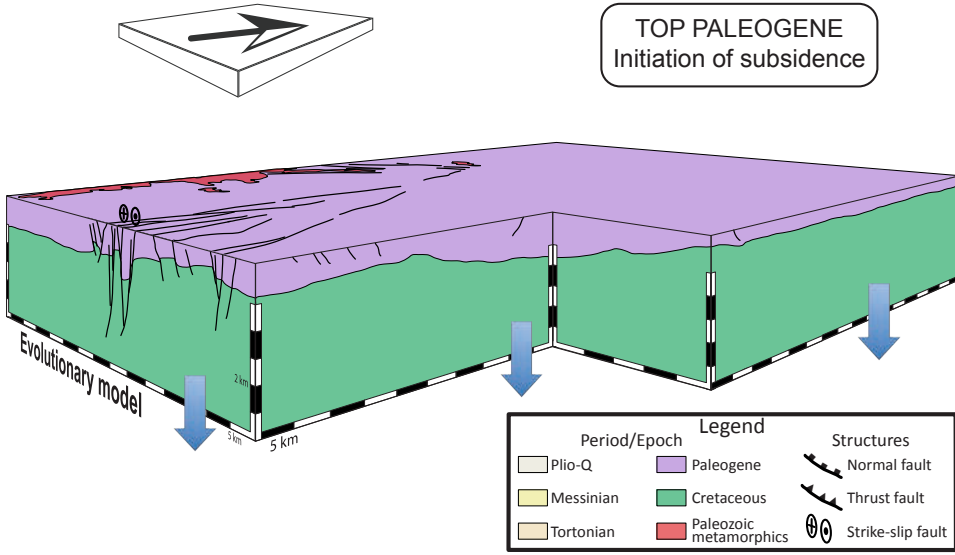 TOP PALEOGENE
Initiation of subsidence
Evolutionary model
2 km
5 km
5 km
Legend
Period/Epoch
Structures
Plio-Q
Paleogene
Normal fault
Messinian
Cretaceous
Thrust fault
Tortonian
Paleozoic
metamorphics
Strike-slip fault